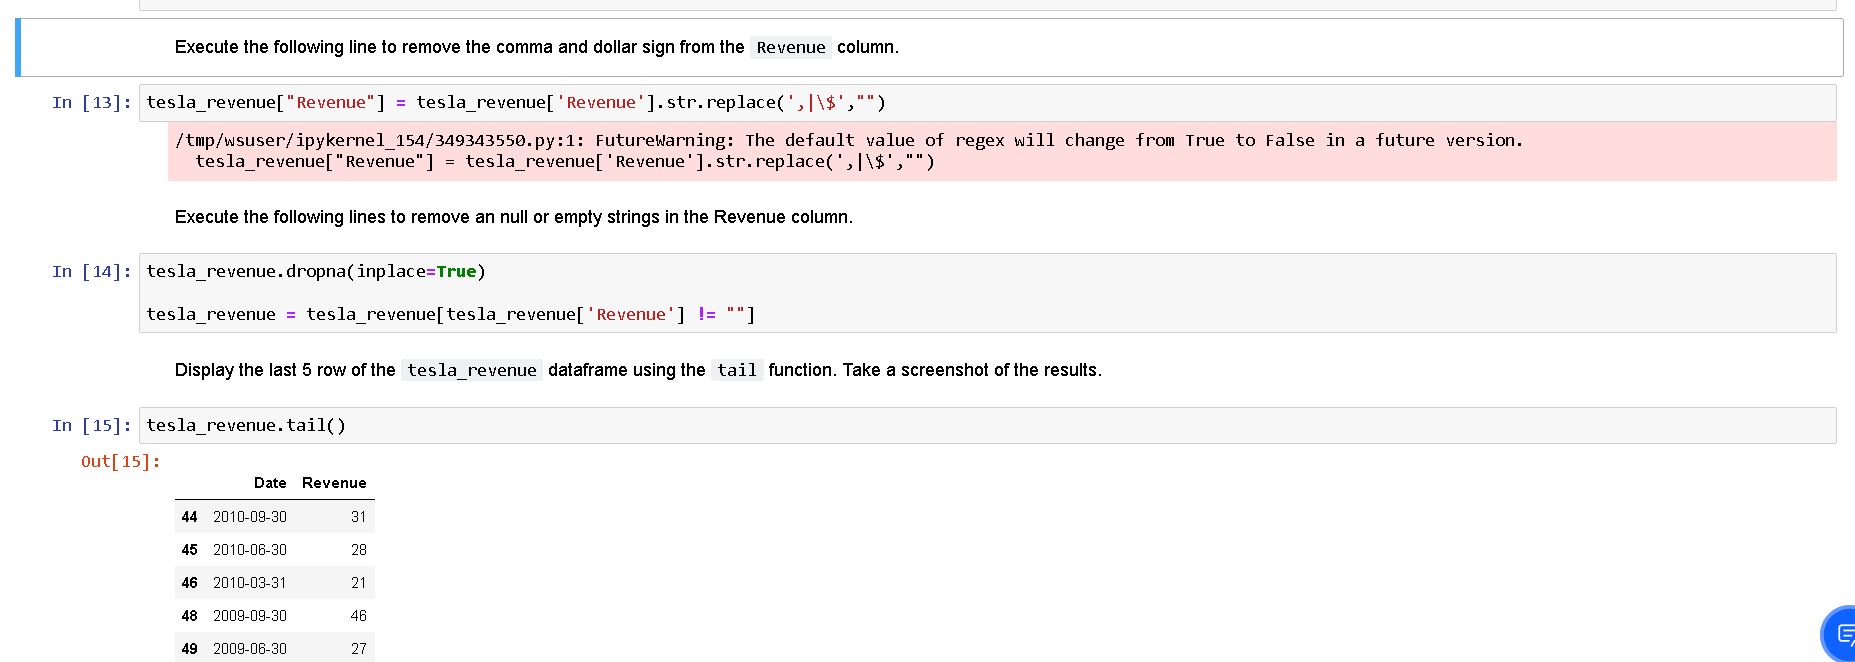 Execute the following line to remove the comma and dollar sign from the Revenue column.
In [13]: tesla_revenue["Revenue"] = tesla_revenue['Revenue'].str.replace(',|\$',"")
/tmp/wsuser/ipykernel_154/349343550.py:1: FutureWarning: The default value of regex will change from True to False in a future version.
tesla_revenue["Revenue"] = tesla_revenue['Revenue'].str.replace(',|\$',"")
Execute the following lines to remove an null or empty strings in the Revenue column.
In [14]: tesla_revenue.dropna(inplace=True)
tesla_revenue = tesla_revenue[tesla_revenue['Revenue'] != ""]
Display the last 5 row of the tesla_revenue dataframe using the tail function. Take a screenshot of the results.
In [15]: tesla_revenue.tail()
Out[15]:
Date Revenue
44 2010-09-30 31
45 2010-06-30 28
46 2010-03-31 21
48 2009-09-30 46
49 2009-06-30 27